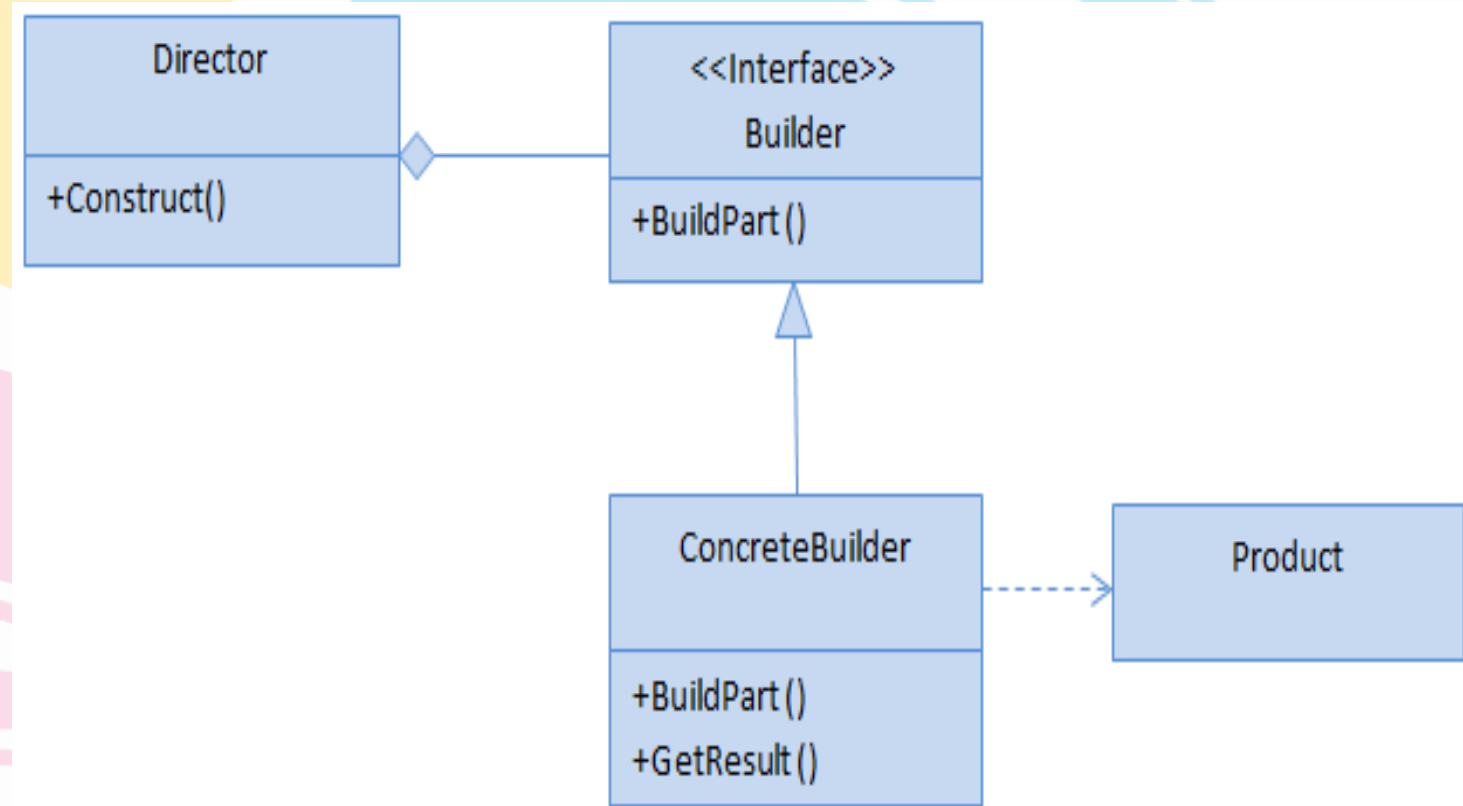 Director
+Construct()
<<Interface>>
Builder
+BuildPart()
ConcreteBuilder
+BuildPart()
+GetResult()
Product